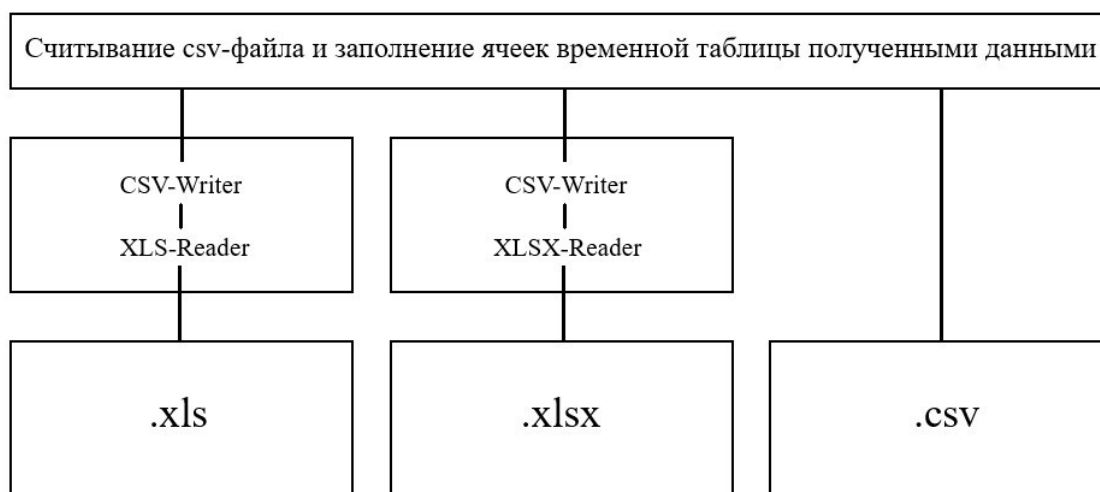 Считывание csv-файла и заполнение ячеек временной таблицы полученными данными
CSV-Writer
XLS-Reader
CSV-Writer
XLSX-Reader
.xls
.xlsx
.csv